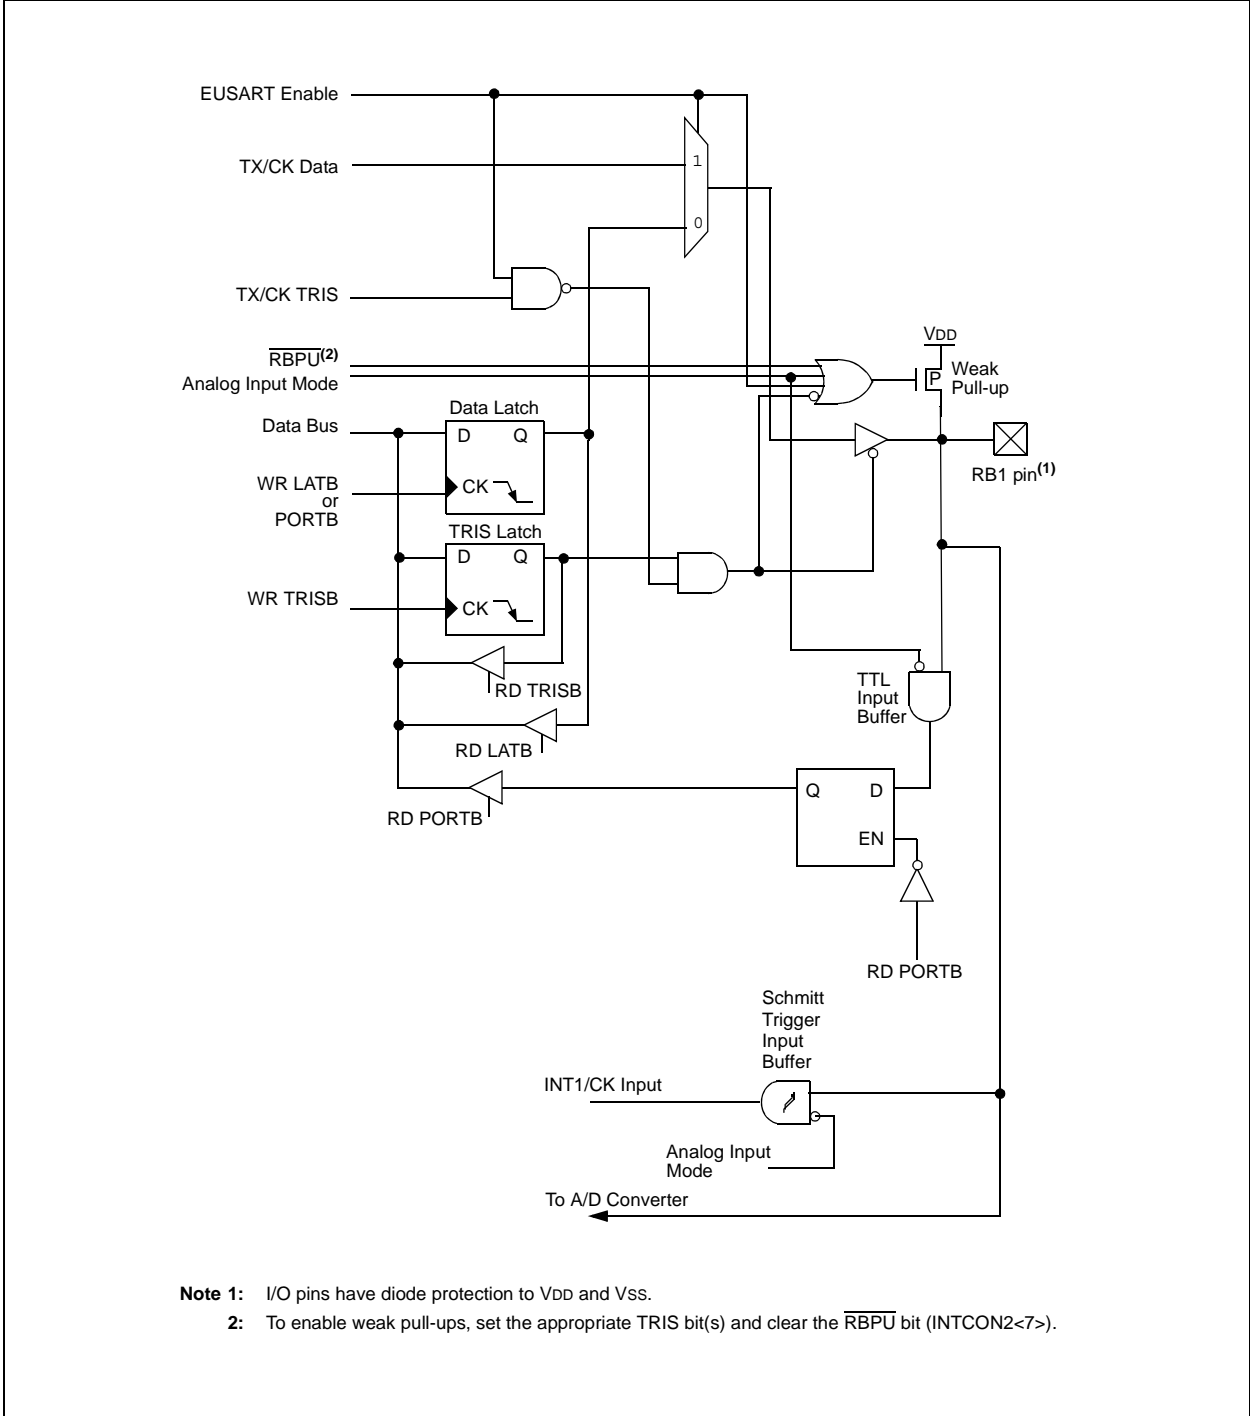 EUSART Enable
TX/CK Data
1
0
TX/CK TRIS
VDD
RBPU(2)
Analog Input Mode
P
Weak
Pull-up
Data Bus
Data Latch
D Q
CK
WR LATB
or
PORTB
RB1 pin(1)
TRIS Latch
D Q
CK
WR TRISB
RD TRISB
TTL
Input
Buffer
RD LATB
RD PORTB
Q D
EN
RD PORTB
Schmitt
Trigger
Input
Buffer
INT1/CK Input
Analog Input
Mode
To A/D Converter
Note 1: I/O pins have diode protection to VDD and VSS.
2: To enable weak pull-ups, set the appropriate TRIS bit(s) and clear the RBPU bit (INTCON2<7>).